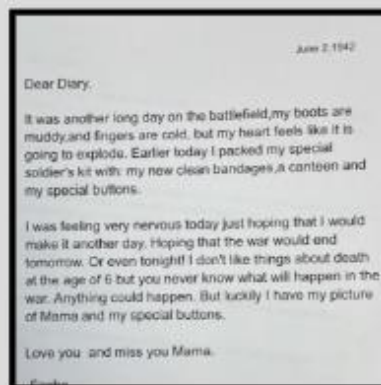 June 2 1942
Dear Diary.
It was another long day on the battlefield,my boots are
muddy,and fingers are cold, but my heart feels like it is
going to explode. Earlier today I packed my special
soldier's kit with: my new clean bandages,a canteen and
my special buttons.
I was feeling very nervous today just hoping that I would
make it another day. Hoping that the war would end
tomorrow. Or even tonight! I don't like things about death
at the age of 6 but you never know what will happen in the
war. Anything could happen. But luckily I have my picture
of Mama and my special buttons.
Love you and miss you Mama.